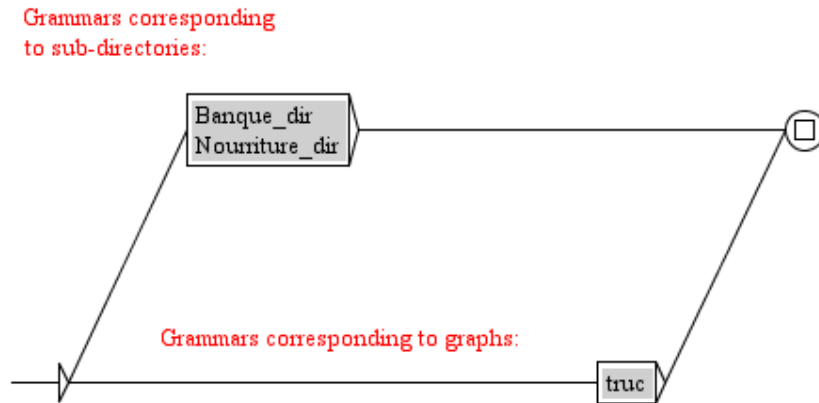 Grammars corresponding
to sub-directories:
Banque_dir
Nourriture_dir
Grammars corresponding to graphs:
truc